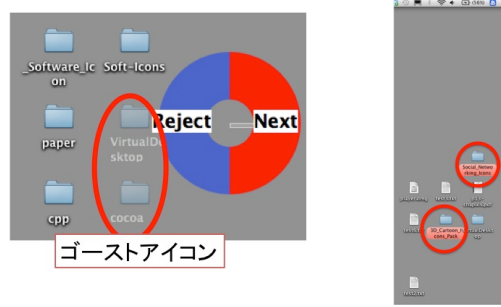 _Software_Ic
on
Soft-Icons
paper
VirtualDe
sktop
Reject
Next
cpp
cocoa
ゴーストアイコン
Social_Netwo
rking_Icons
3D_Cartoon_I
cons_Pack